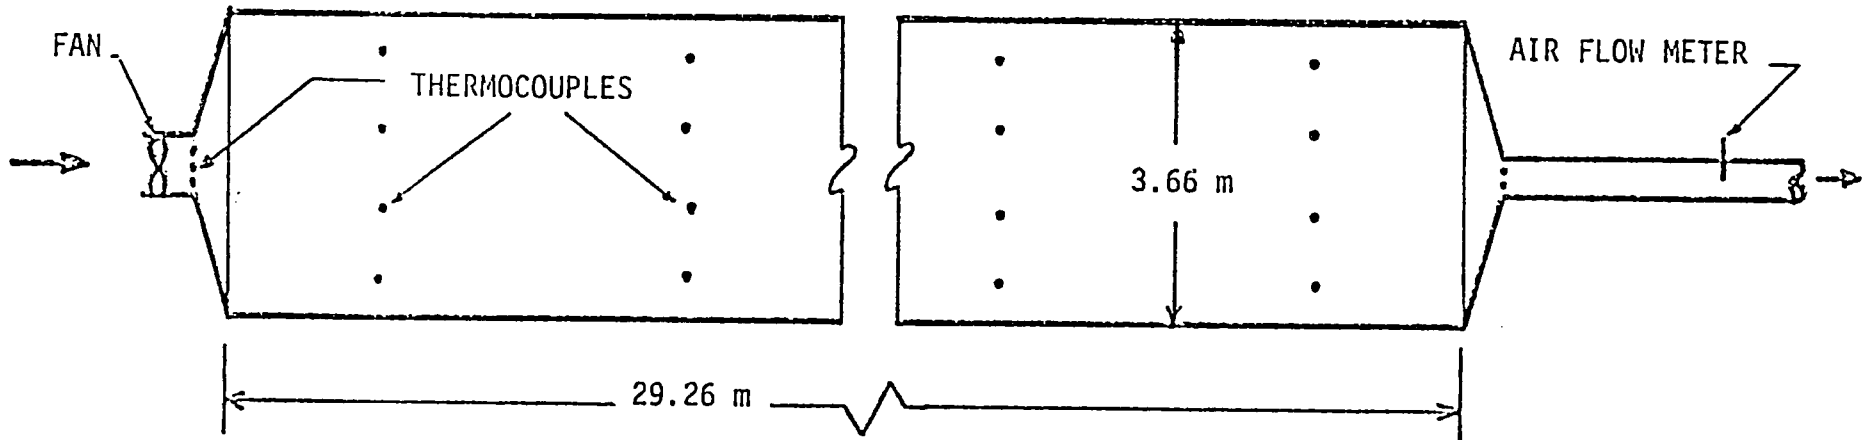 FAN
THERMOCOUPLES
AIR FLOW METER
3.66 m
29.26 m